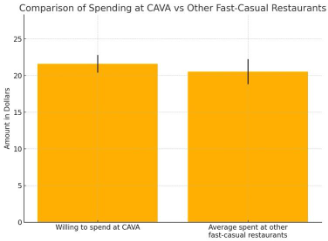 Comparison of Spending at CAVA vs Other Fast-Casual Restaurants
Amount in Dollars
25
20
15
10
5
0
Willing to spend at CAVA
Average spent at other
fast-casual restaurants